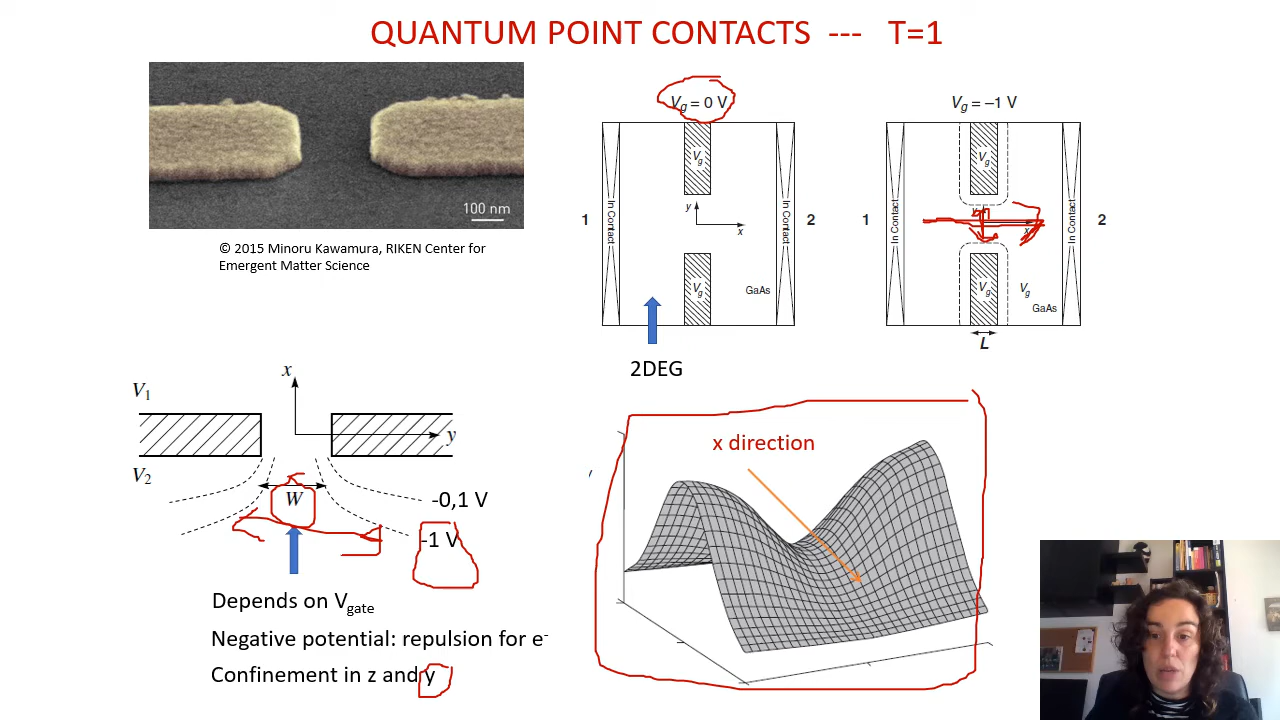 QUANTUM POINT CONTACTS --- T=1
100 nm
© 2015 Minoru Kawamura, RIKEN Center for
Emergent Matter Science
Vg = 0 V
1
In Contact
Vg
y
x
Vg
GaAs
In Contact
2
2DEG
Vg = –1 V
1
In Contact
Vg
x
Vg
Vg
GaAs
In Contact
2
L
V1
V2
x
y
W
-0,1 V
-1 V
Depends on Vgate
Negative potential: repulsion for e-
Confinement in z and y
x direction